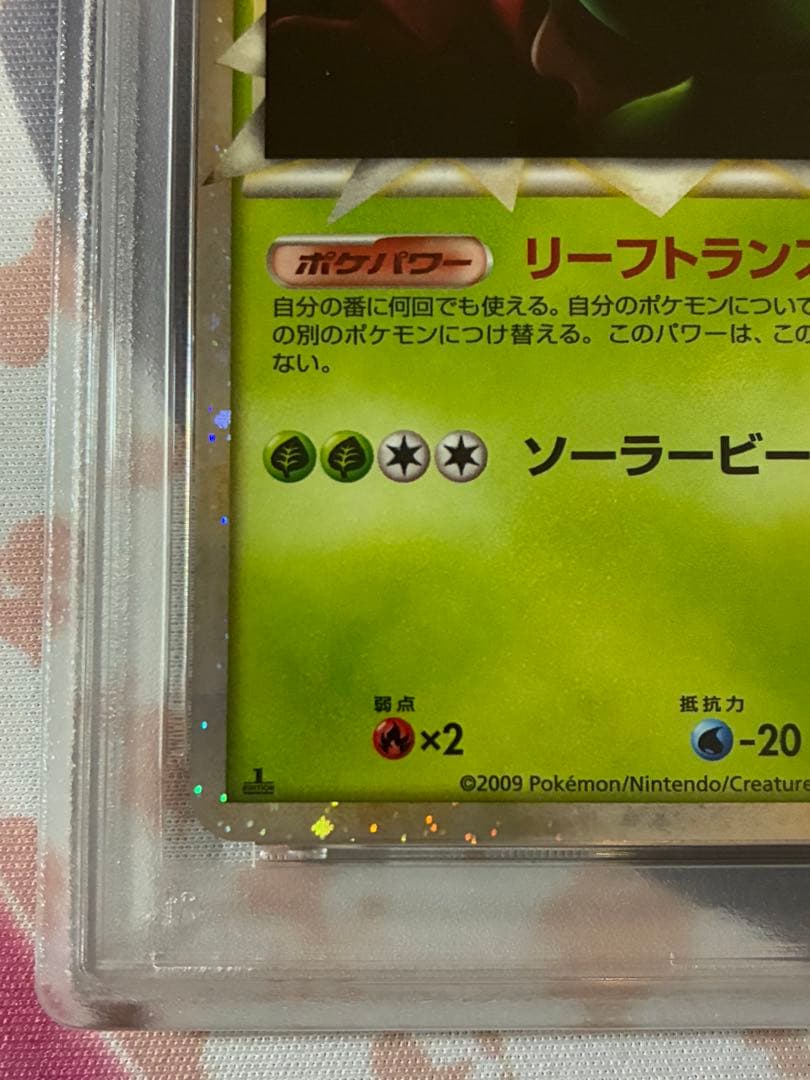 ポケパワー リーフトランス
自分の番に何回でも使える。自分のポケモンについて
の別のポケモンにつけ替える。このパワーは、この
ない。
ソーラービー
弱点 抵抗力
×2 -20
1 EDITION ©2009 Pokémon/Nintendo/Creature